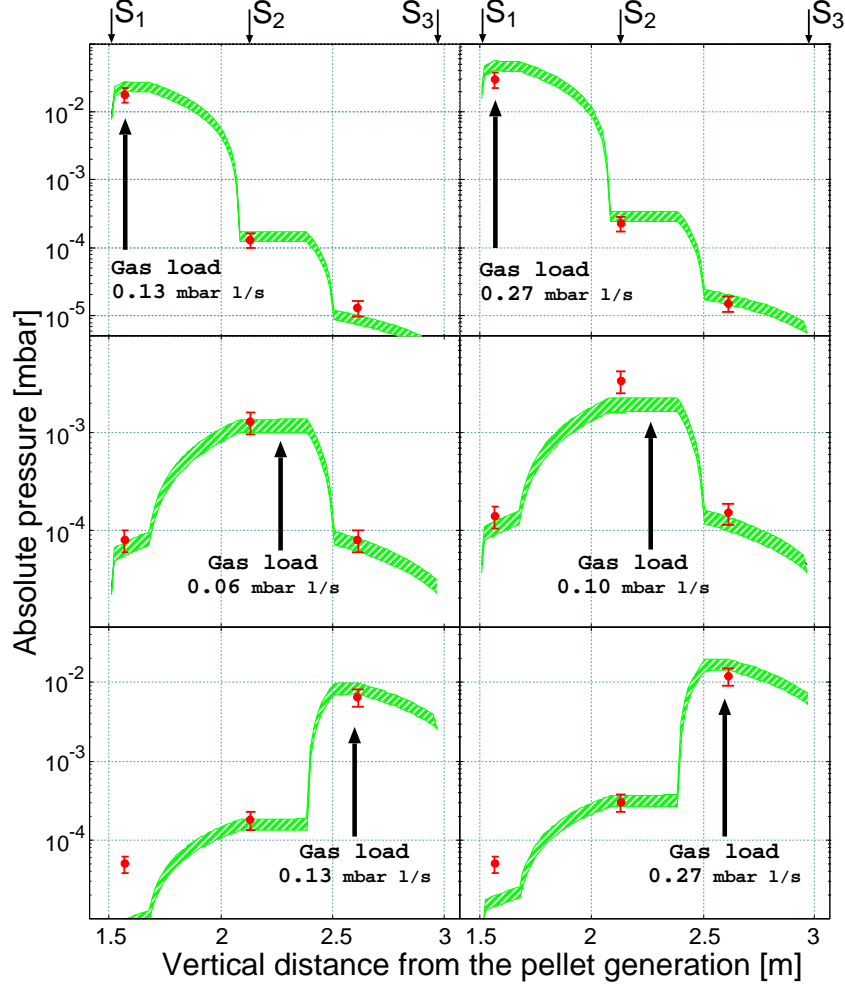 S1 S2 S3 S1 S2 S3
10-2
10-3
10-4
10-5
Gas load
0.13 mbar l/s
Gas load
0.27 mbar l/s
10-3
10-4
Gas load
0.06 mbar l/s
Gas load
0.10 mbar l/s
10-2
10-4
Gas load
0.13 mbar l/s
Gas load
0.27 mbar l/s
Absolute pressure [mbar]
1.5 2 2.5 3 1.5 2 2.5 3
Vertical distance from the pellet generation [m]